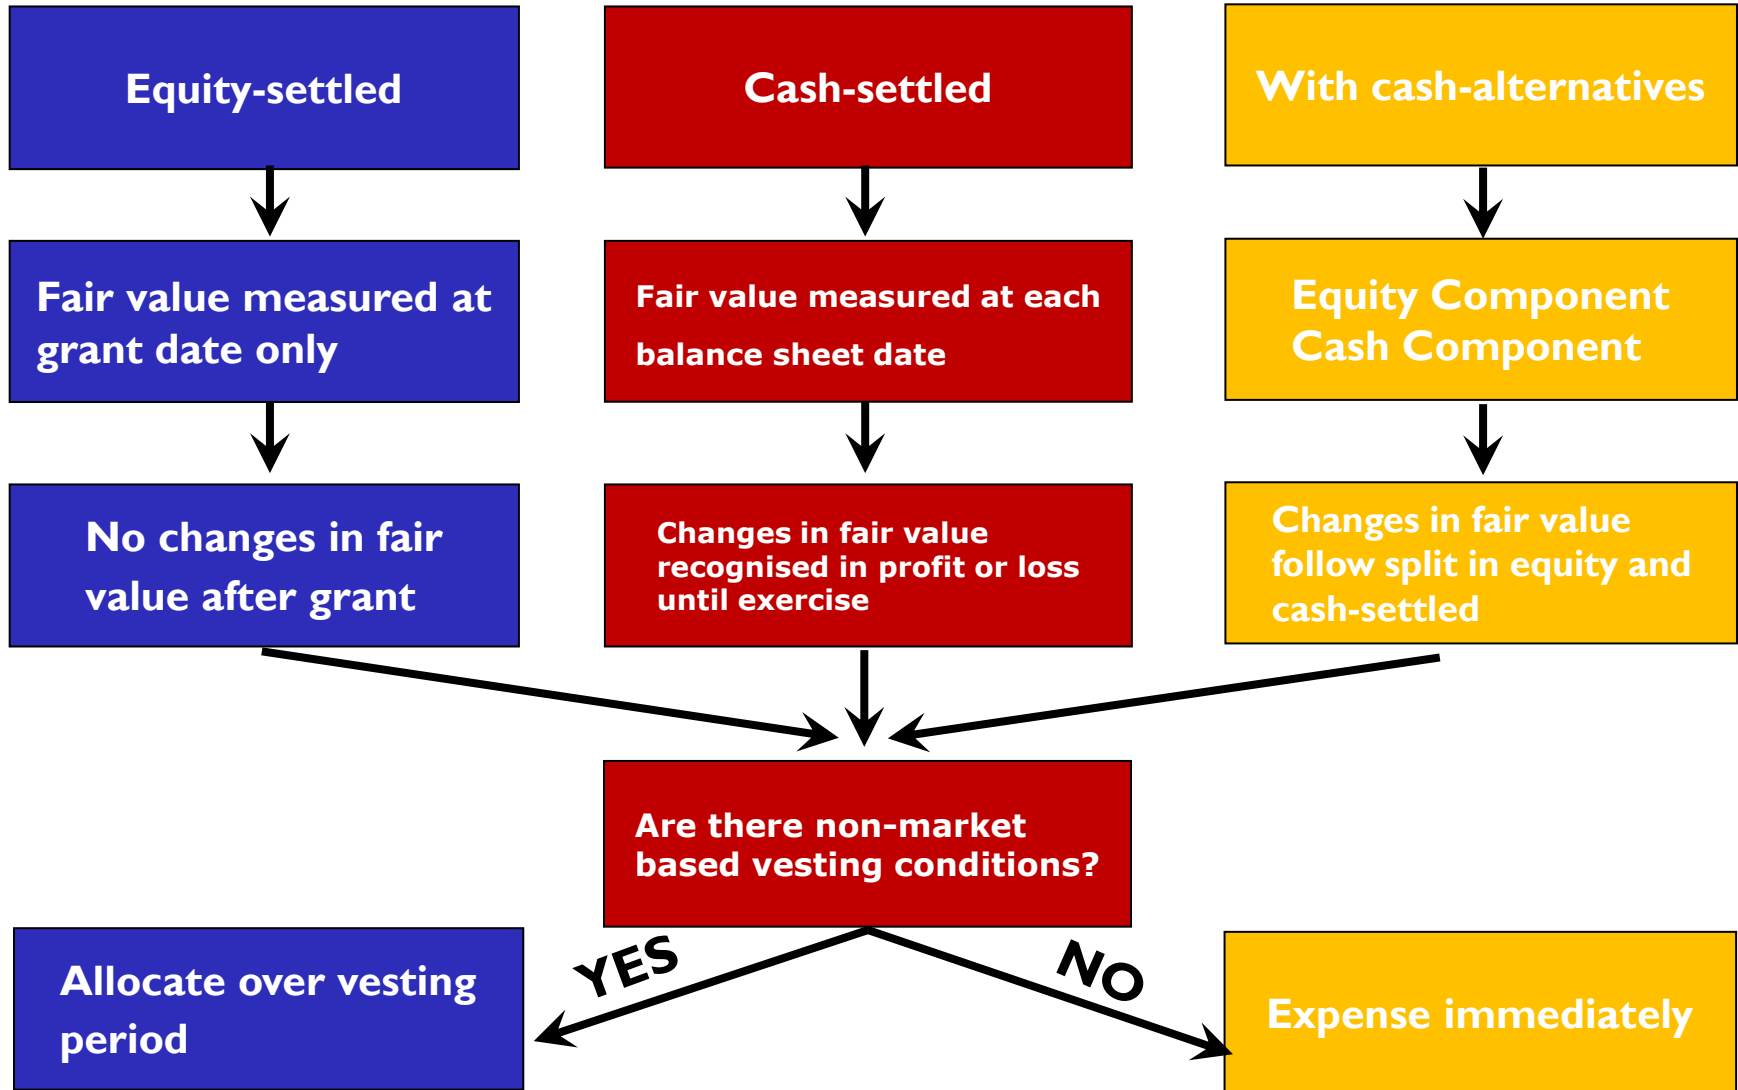 Equity-settled
Cash-settled
With cash-alternatives
Fair value measured at
grant date only
Fair value measured at each
balance sheet date
Equity Component
Cash Component
No changes in fair
value after grant
Changes in fair value
recognised in profit or loss
until exercise
Changes in fair value
follow split in equity and
cash-settled
Are there non-market
based vesting conditions?
YES
NO
Allocate over vesting
period
Expense immediately